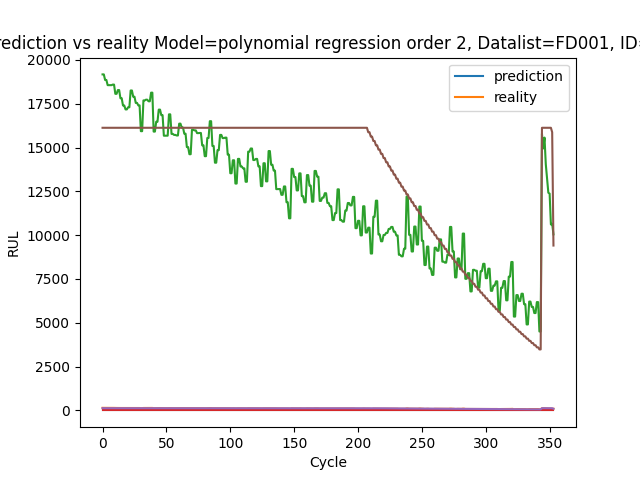 rediction vs reality Model=polynomial regression order 2, Datalist=FD001, ID=
prediction
reality
RUL
20000
17500
15000
12500
10000
7500
5000
2500
0
0 50 100 150 200 250 300 350
Cycle